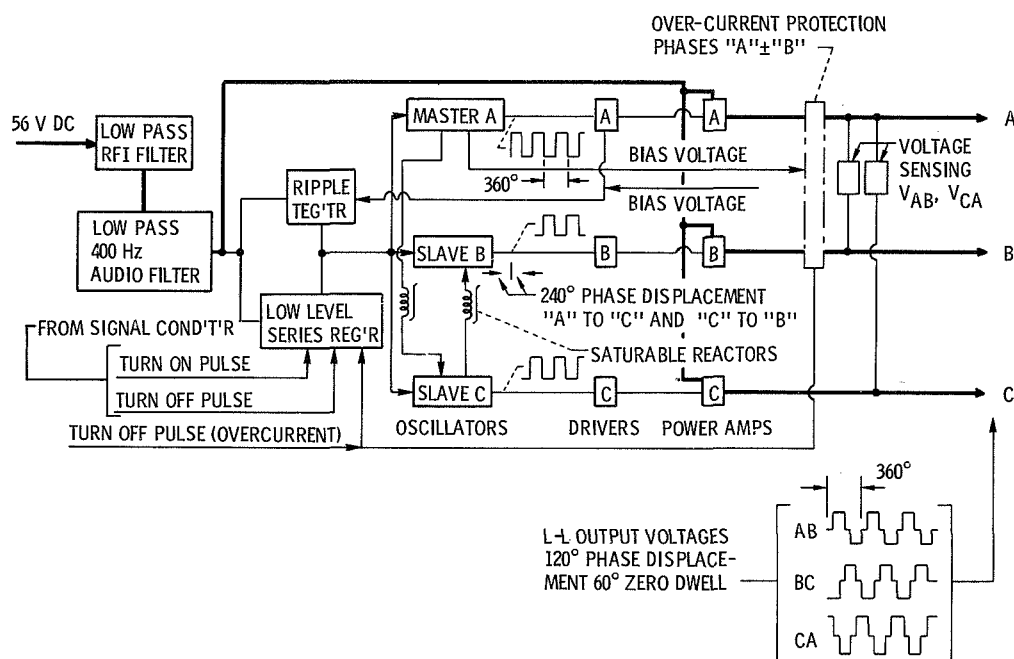 OVER-CURRENT PROTECTION
PHASES "A"±"B"
56 V DC
LOW PASS
RFI FILTER
MASTER A
A
A
A
BIAS VOLTAGE
VOLTAGE
SENSING
V_AB, V_CA
360°
RIPPLE
TEG'TR
BIAS VOLTAGE
LOW PASS
400 Hz
AUDIO FILTER
SLAVE B
B
B
B
240° PHASE DISPLACEMENT
"A" TO "C" AND "C" TO "B"
LOW LEVEL
SERIES REG'R
FROM SIGNAL COND'T'R
SATURABLE REACTORS
TURN ON PULSE
TURN OFF PULSE
SLAVE C
C
C
C
OSCILLATORS
DRIVERS
POWER AMPS
TURN OFF PULSE (OVERCURRENT)
360°
L-L OUTPUT VOLTAGES
120° PHASE DISPLACE-
MENT 60° ZERO DWELL
AB
BC
CA